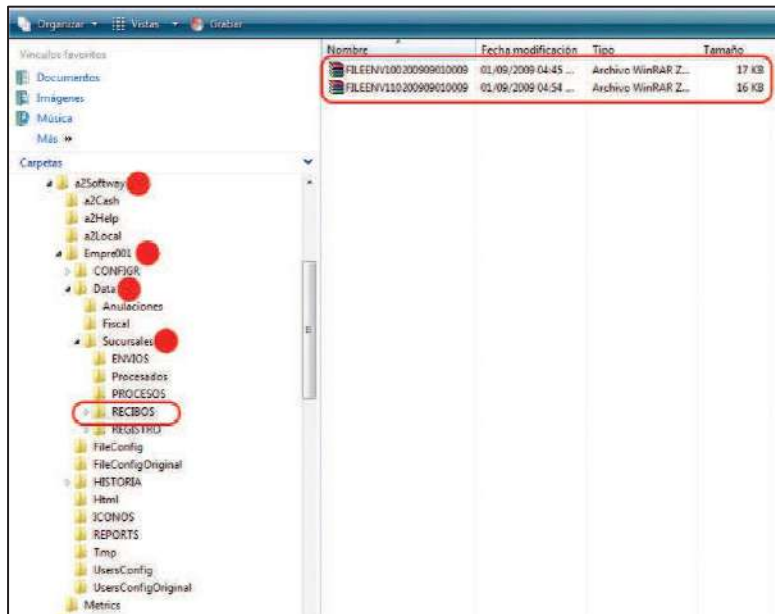 Organizar Vistas Grabar
Vínculos favoritos
Documentos
Imágenes
Música
Más »
Carpetas
a2Softway
a2Cash
a2Help
a2Local
Empre001
CONFIGR
Data
Anulaciones
Fiscal
Sucursales
ENVIOS
Procesados
PROCESOS
RECIBOS
REGISTRO
FileConfig
FileConfigOriginal
HISTORIA
Html
ICONOS
REPORTS
Tmp
UsersConfig
UsersConfigOriginal
Metrics
Nombre Fecha modificación Tipo Tamaño
FILEENV100200909010009 01/09/2009 04:45 ... Archivo WinRAR Z... 17 KB
FILEENV110200909010009 01/09/2009 04:54 ... Archivo WinRAR Z... 16 KB